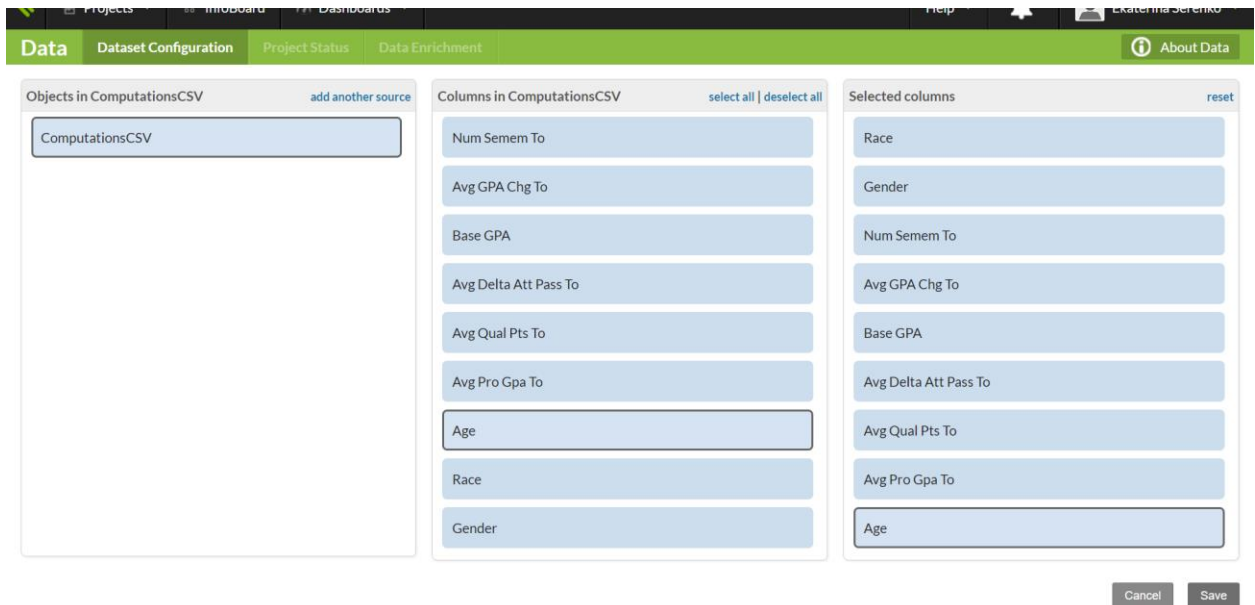 Projects InfoBoard Dashboards Help Ekaterina Serenko
Data Dataset Configuration Project Status Data Enrichment About Data
Objects in ComputationsCSV add another source
ComputationsCSV
Columns in ComputationsCSV select all | deselect all
Num Semem To
Avg GPA Chg To
Base GPA
Avg Delta Att Pass To
Avg Qual Pts To
Avg Pro Gpa To
Age
Race
Gender
Selected columns reset
Race
Gender
Num Semem To
Avg GPA Chg To
Base GPA
Avg Delta Att Pass To
Avg Qual Pts To
Avg Pro Gpa To
Age
Cancel Save